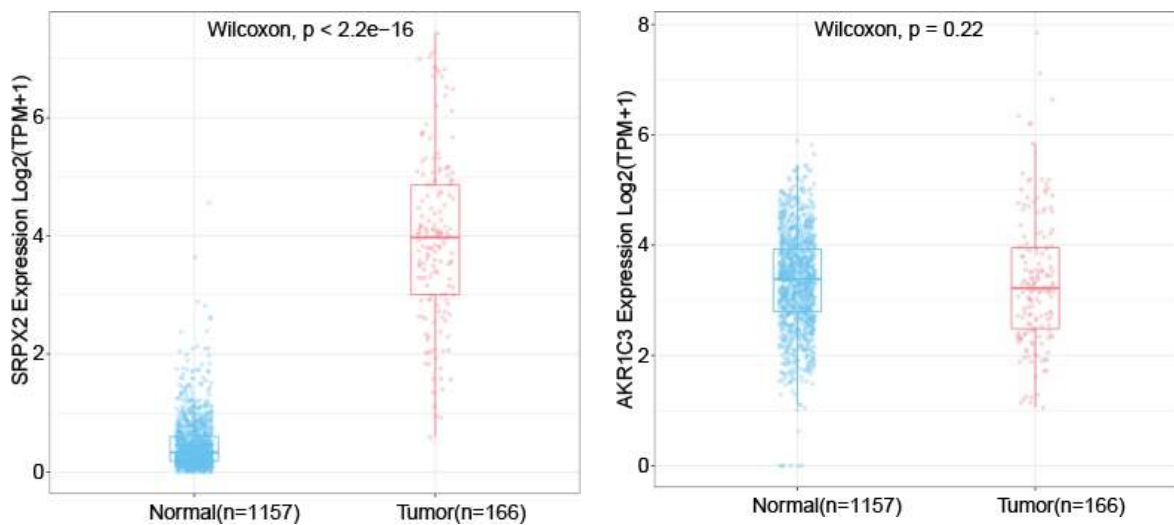 Wilcoxon, p < 2.2e−16
SRPX2 Expression Log2(TPM+1)
6
4
2
0
Normal(n=1157)
Tumor(n=166)
Wilcoxon, p = 0.22
AKR1C3 Expression Log2(TPM+1)
8
6
4
2
0
Normal(n=1157)
Tumor(n=166)